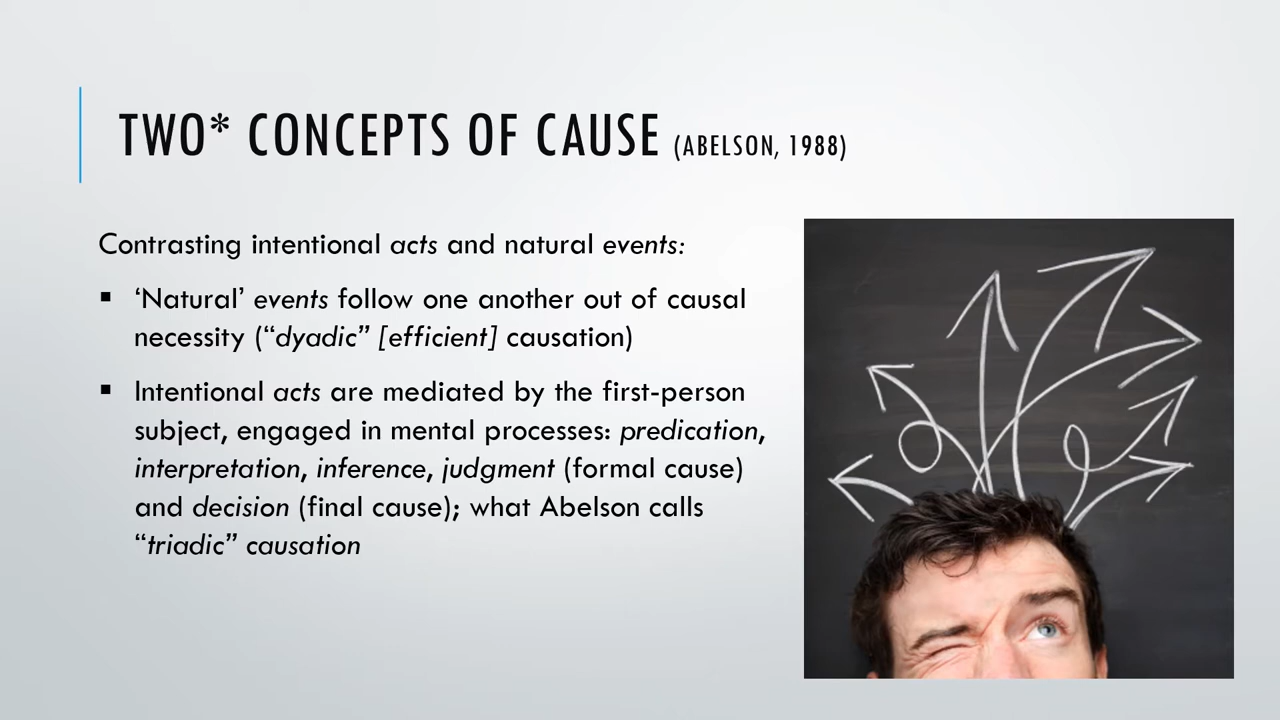 TWO* CONCEPTS OF CAUSE (ABELSON, 1988)
Contrasting intentional acts and natural events:
▪ ‘Natural’ events follow one another out of causal
necessity (“dyadic” [efficient] causation)
▪ Intentional acts are mediated by the first-person
subject, engaged in mental processes: predication,
interpretation, inference, judgment (formal cause)
and decision (final cause); what Abelson calls
“triadic” causation